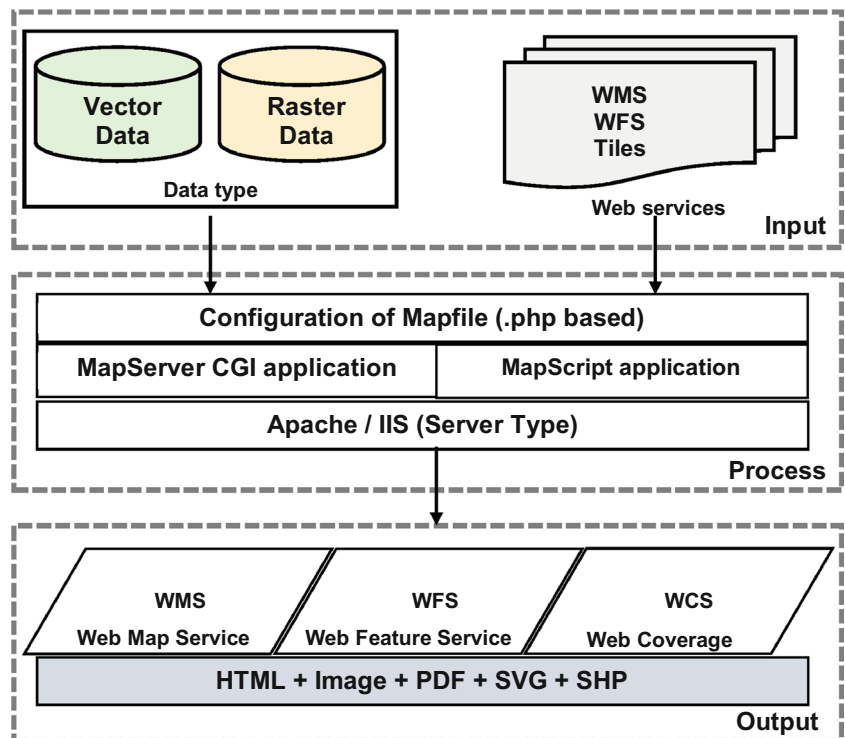 Vector
Data
Raster
Data
Data type
WMS
WFS
Tiles
Web services
Input
Configuration of Mapfile (.php based)
MapServer CGI application
MapScript application
Apache / IIS (Server Type)
Process
WMS
Web Map Service
WFS
Web Feature Service
WCS
Web Coverage
HTML + Image + PDF + SVG + SHP
Output